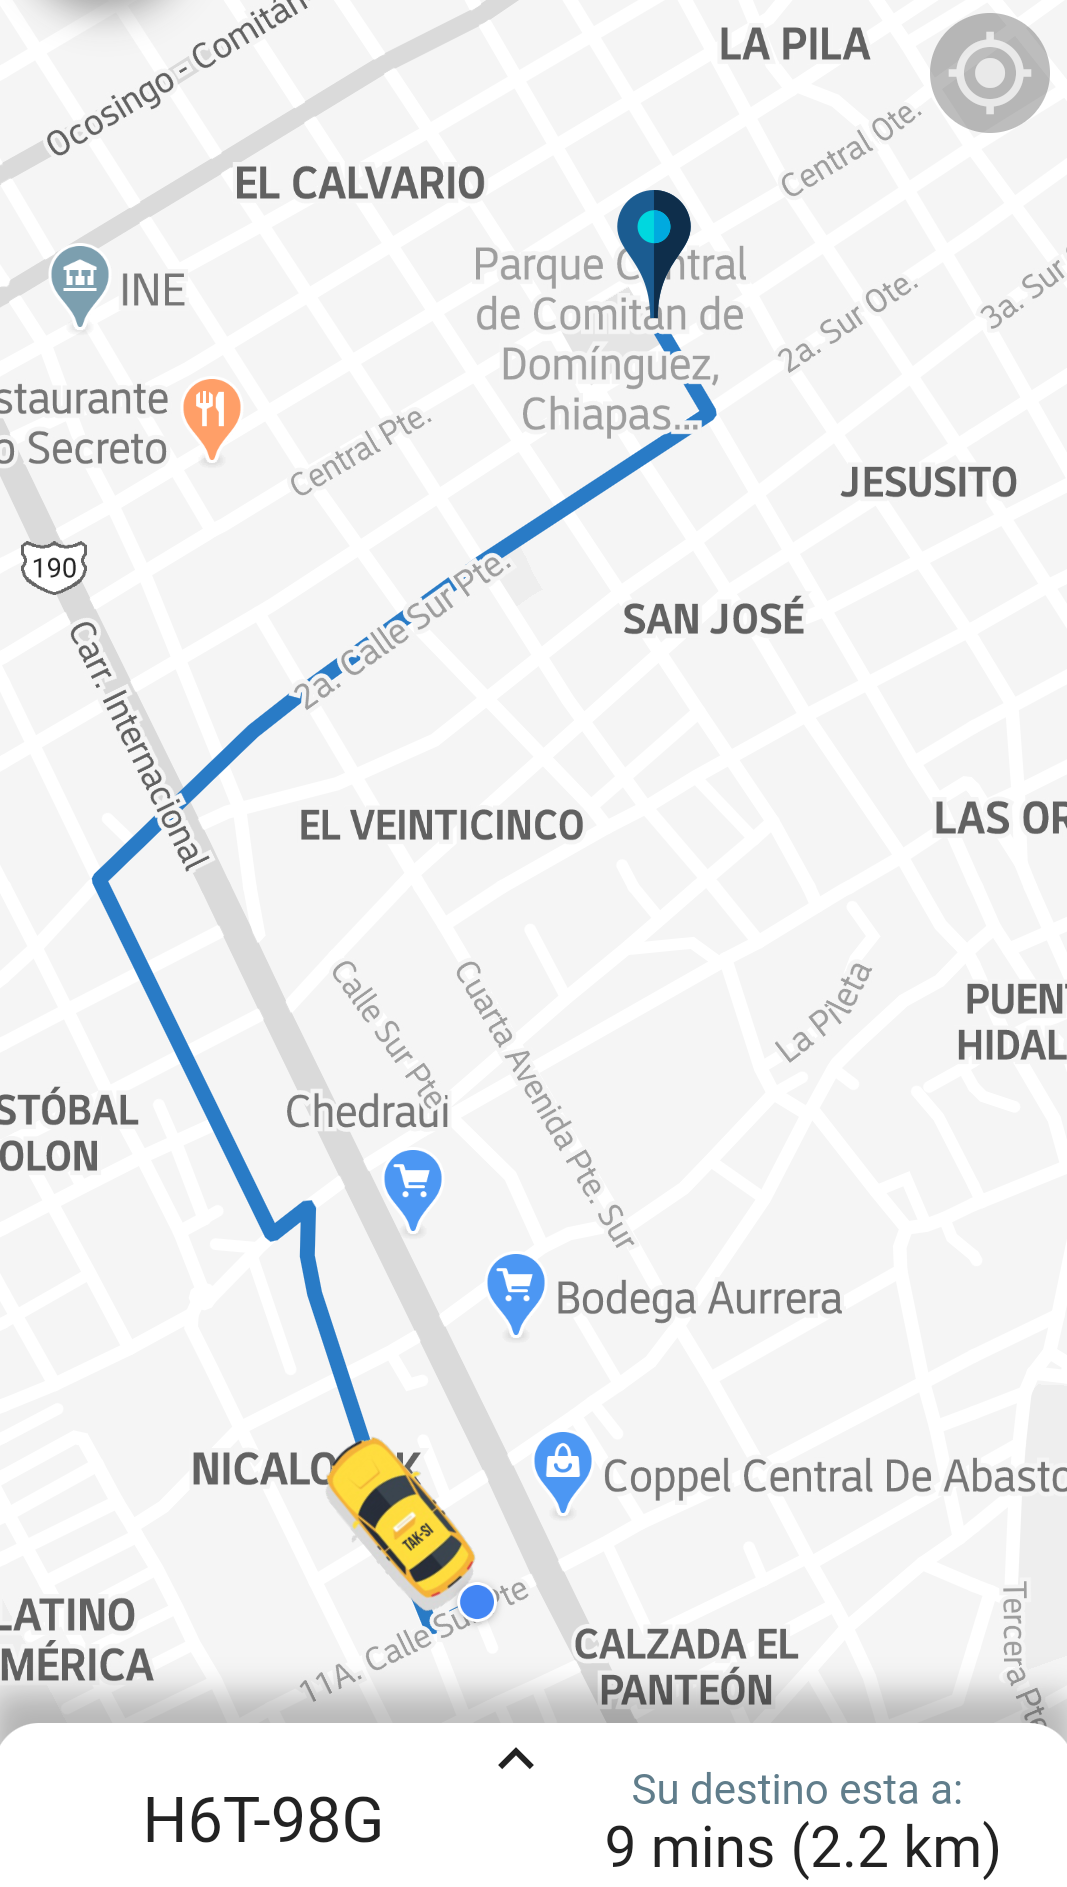 Ocosingo - Comitán
LA PILA
Central Ote.
EL CALVARIO
INE
Parque Central
de Comitán de
Domínguez,
Chiapas...
2a. Sur Ote.
3a. Sur
staurante
o Secreto
Central Pte.
JESUSITO
190
2a. Calle Sur Pte.
SAN JOSÉ
Carr. Internacional
EL VEINTICINCO
LAS OR
Calle Sur Pte.
Cuarta Avenida Pte. Sur
La Pileta
PUEN
HIDAL
STÓBAL
OLON
Chedraui
Bodega Aurrera
NICALO K
Coppel Central De Abasto
TAK-SI
LATINO
MÉRICA
11A. Calle Sur Pte
CALZADA EL
PANTEÓN
Tercera Pte
H6T-98G
Su destino esta a:
9 mins (2.2 km)